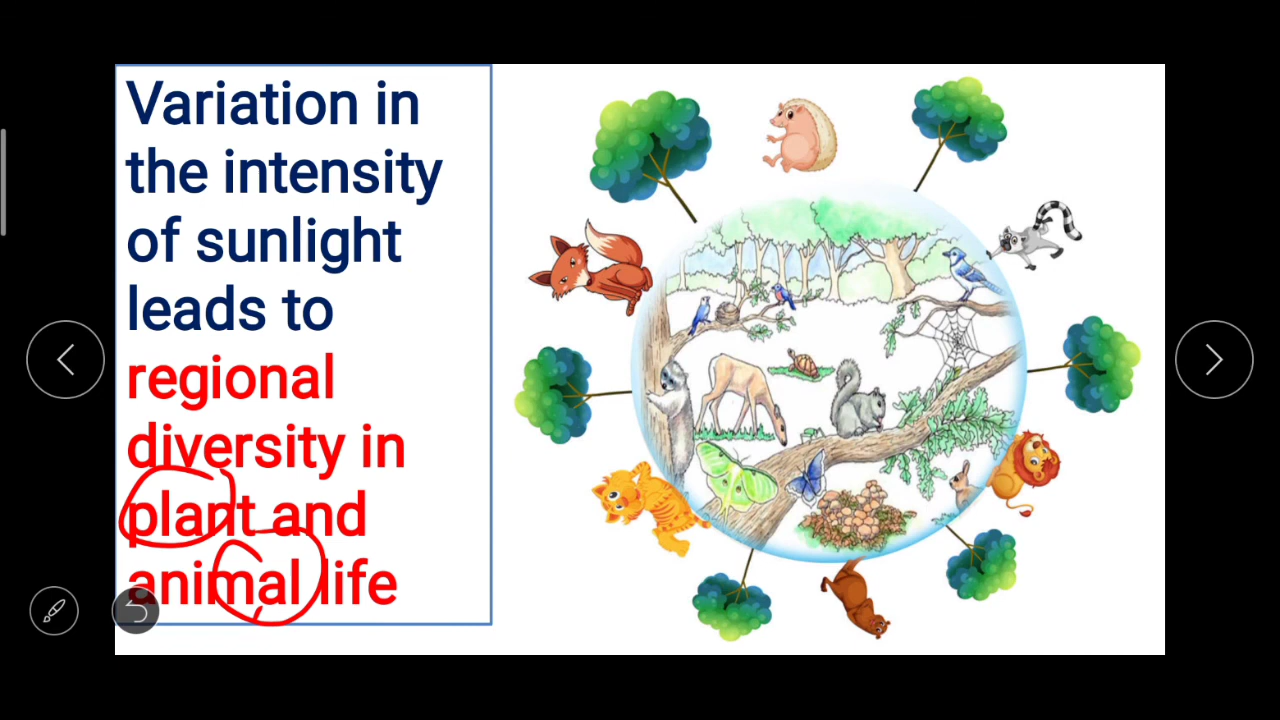 Variation in
the intensity
of sunlight
leads to
regional
diversity in
plant and
animal life